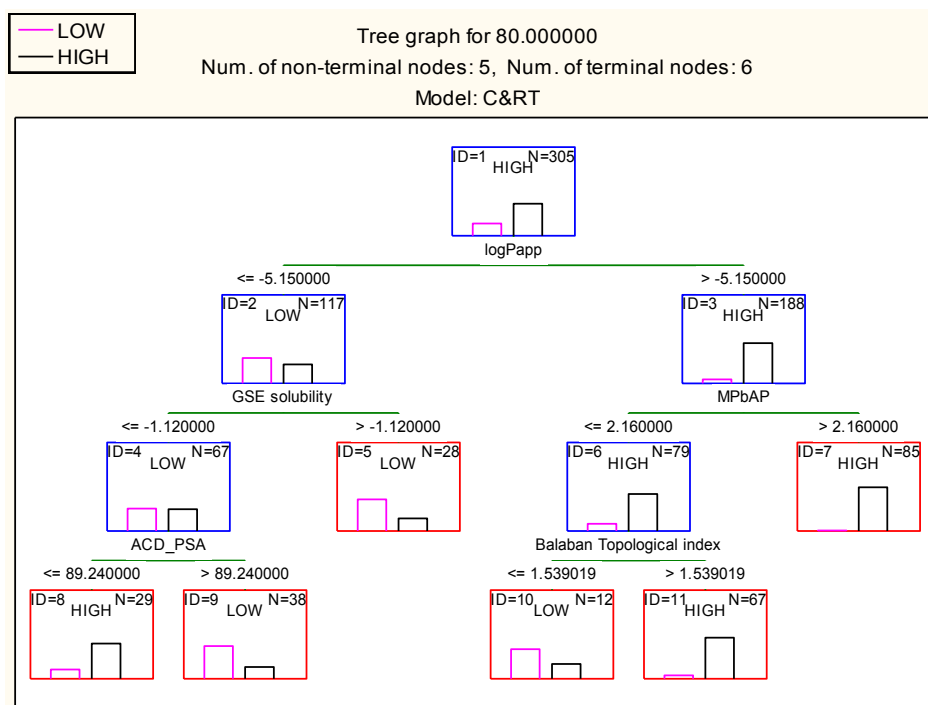 LOW
HIGH
Tree graph for 80.000000
Num. of non-terminal nodes: 5, Num. of terminal nodes: 6
Model: C&RT
ID=1 N=305
HIGH
logPapp
<= -5.150000 > -5.150000
ID=2 N=117 ID=3 N=188
LOW HIGH
GSE solubility MPbAP
<= -1.120000 > -1.120000 <= 2.160000 > 2.160000
ID=4 N=67 ID=5 N=28 ID=6 N=79 ID=7 N=85
LOW LOW HIGH HIGH
ACD_PSA Balaban Topological index
<= 89.240000 > 89.240000 <= 1.539019 > 1.539019
ID=8 N=29 ID=9 N=38 ID=10 N=12 ID=11 N=67
HIGH LOW LOW HIGH